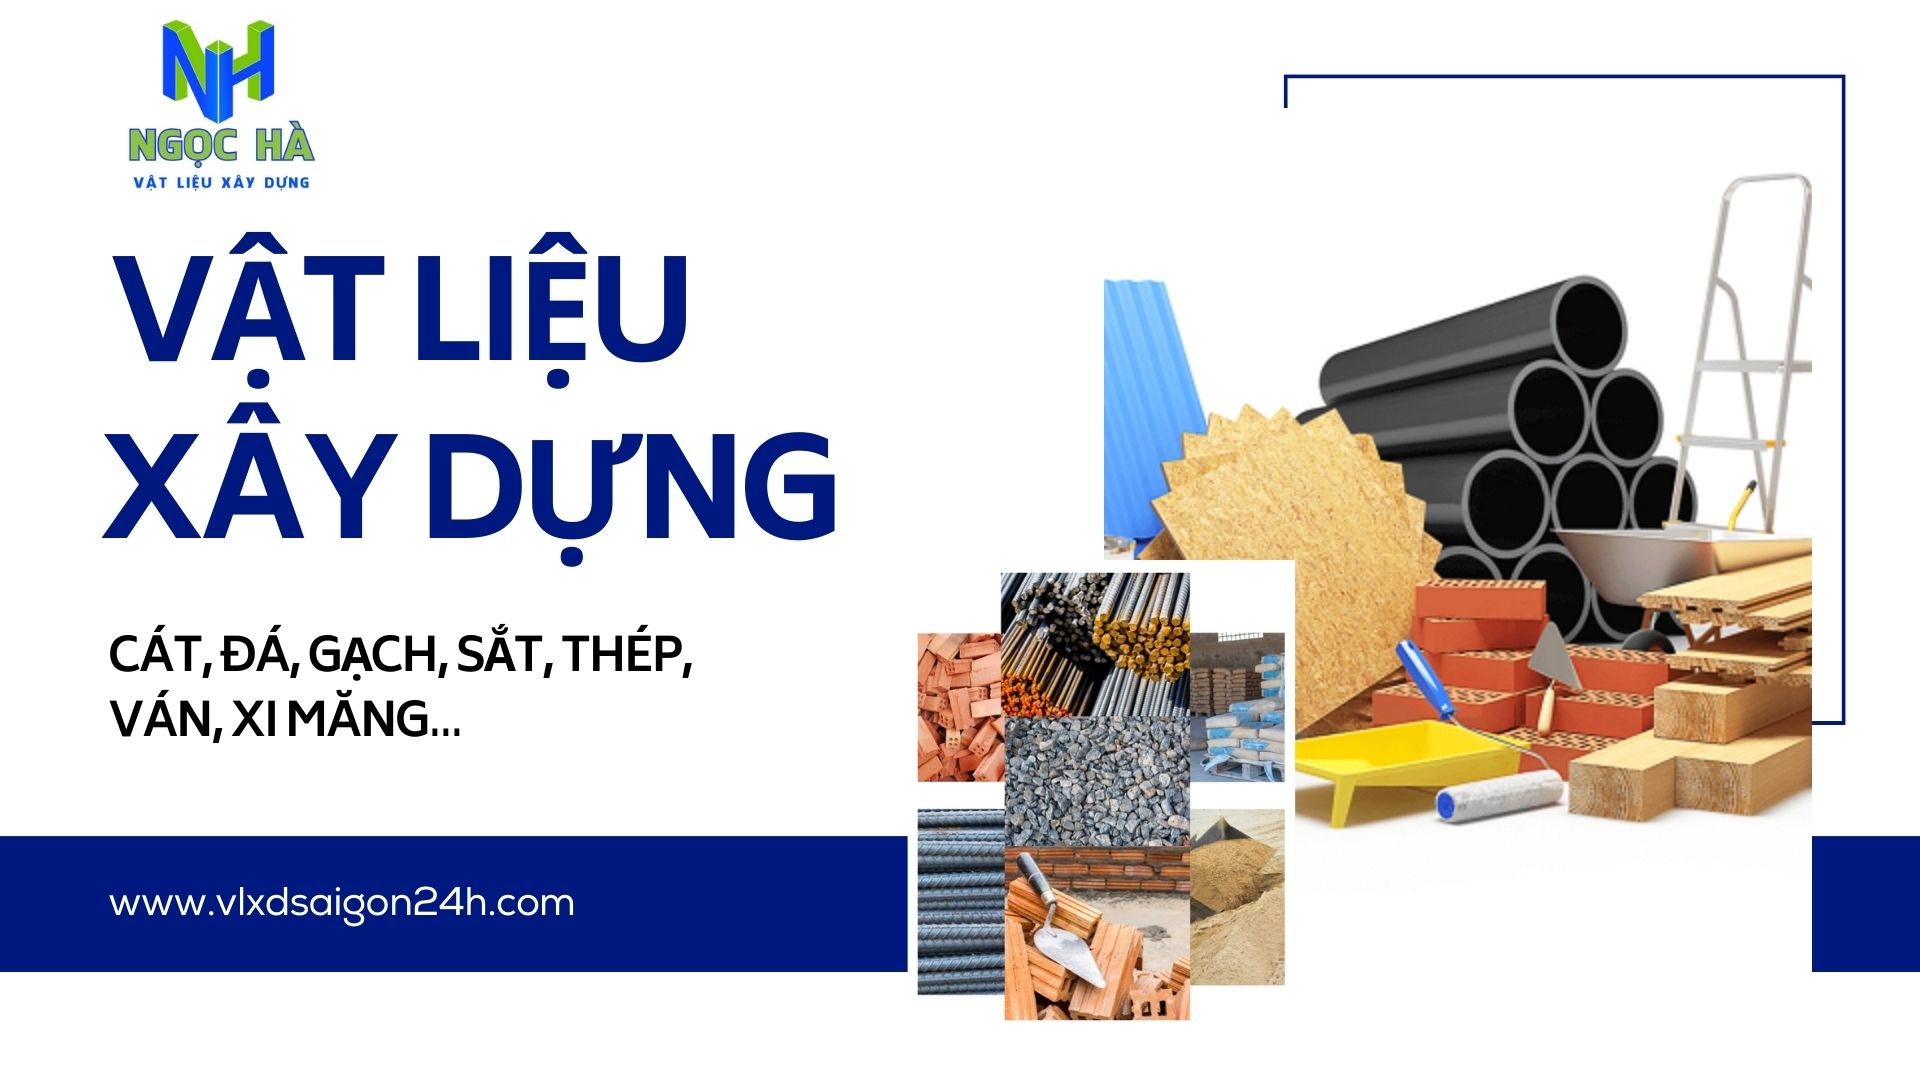 NH
NGỌC HÀ
VẬT LIỆU XÂY DỰNG
VẬT LIỆU
XÂY DỰNG
CÁT, ĐÁ, GẠCH, SẮT, THÉP,
VÁN, XI MĂNG...
www.vlxdsaigon24h.com